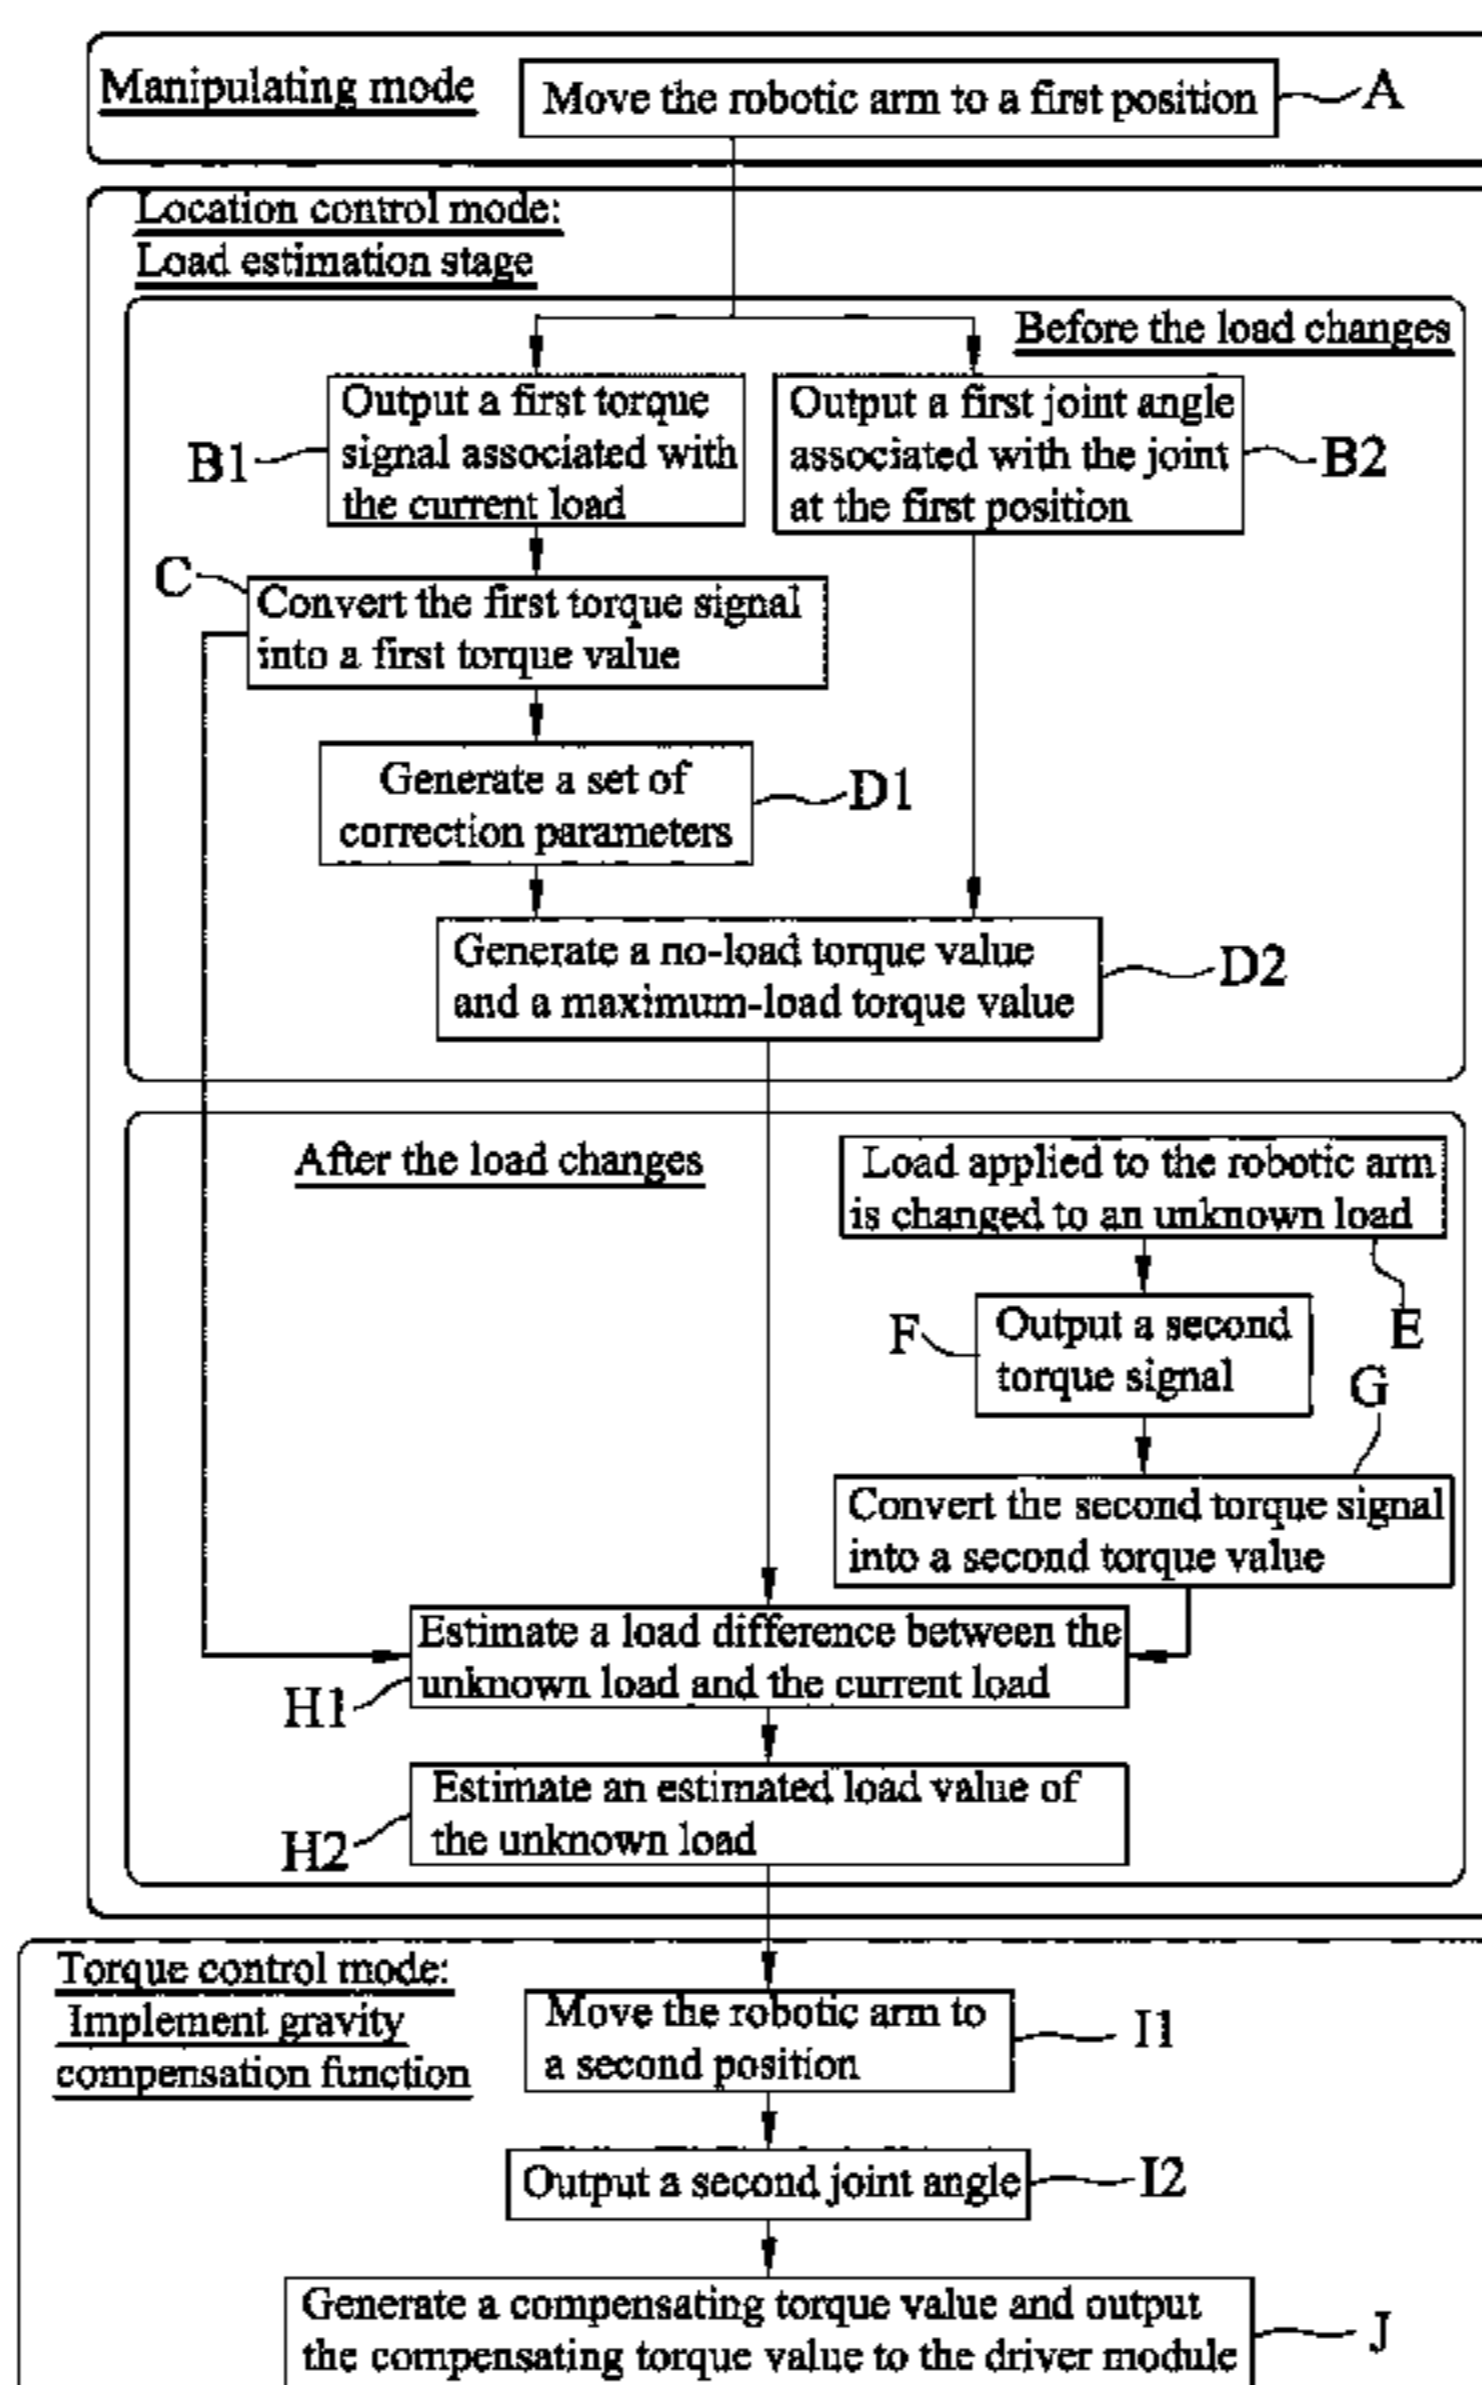 Manipulating mode
Move the robotic arm to a first position
A
Location control mode:
Load estimation stage
Before the load changes
Output a first torque
signal associated with
the current load
B1
Output a first joint angle
associated with the joint
at the first position
B2
C
Convert the first torque signal
into a first torque value
Generate a set of
correction parameters
D1
Generate a no-load torque value
and a maximum-load torque value
D2
After the load changes
Load applied to the robotic arm
is changed to an unknown load
E
F
Output a second
torque signal
G
Convert the second torque signal
into a second torque value
Estimate a load difference between the
unknown load and the current load
H1
Estimate an estimated load value of
the unknown load
H2
Torque control mode:
Implement gravity
compensation function
Move the robotic arm to
a second position
I1
Output a second joint angle
I2
Generate a compensating torque value and output
the compensating torque value to the driver module
J